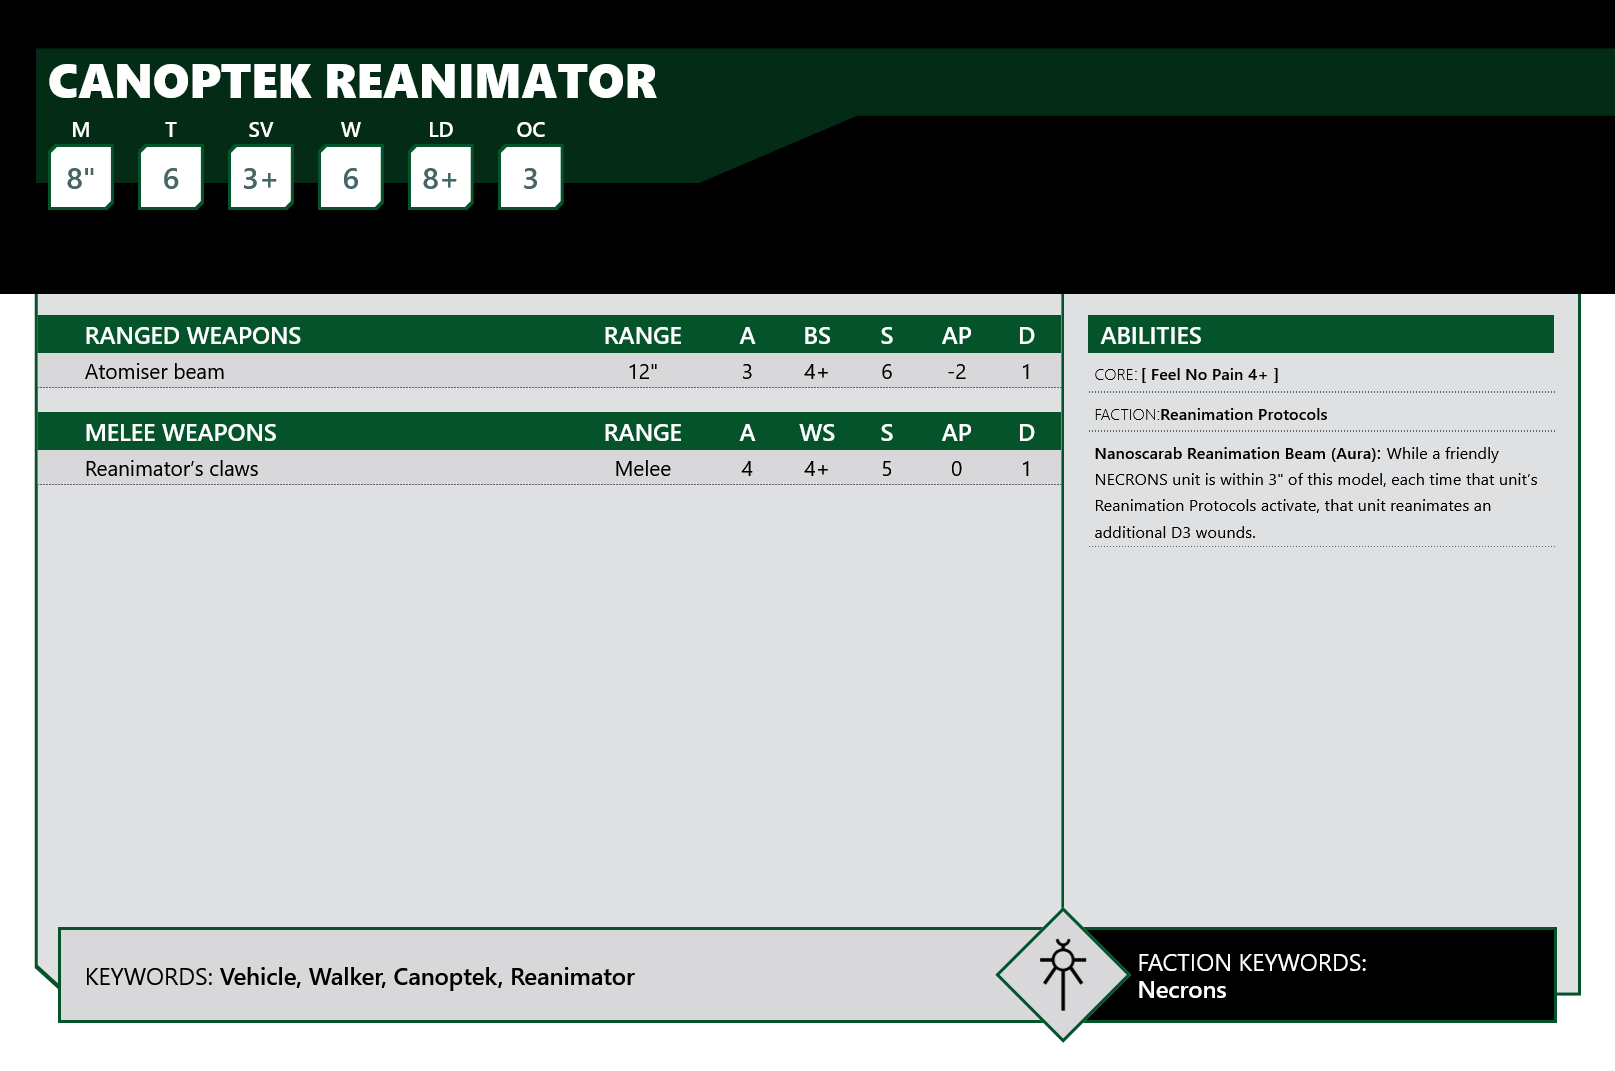 CANOPTEK REANIMATOR
M T SV W LD OC
8" 6 3+ 6 8+ 3
RANGED WEAPONS RANGE A BS S AP D
Atomiser beam 12" 3 4+ 6 -2 1
MELEE WEAPONS RANGE A WS S AP D
Reanimator’s claws Melee 4 4+ 5 0 1
ABILITIES
CORE: [ Feel No Pain 4+ ]
FACTION:Reanimation Protocols
Nanoscarab Reanimation Beam (Aura): While a friendly
NECRONS unit is within 3" of this model, each time that unit’s
Reanimation Protocols activate, that unit reanimates an
additional D3 wounds.
KEYWORDS: Vehicle, Walker, Canoptek, Reanimator
FACTION KEYWORDS:
Necrons